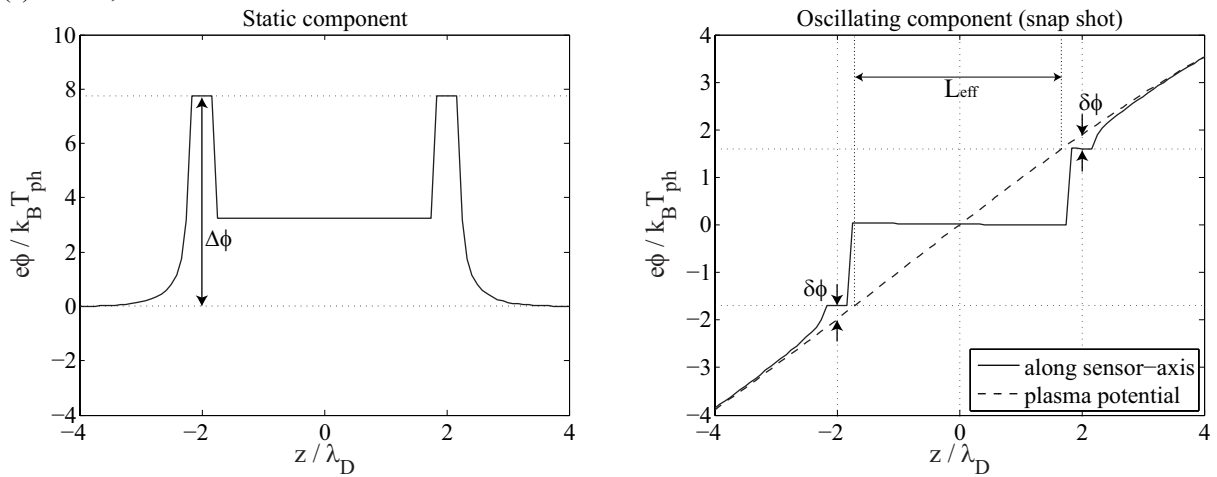 Static component
10
8
6
4
2
0
−2
−4
eϕ / k_B T_ph
Δϕ
−4
−2
0
2
4
z / λ_D
Oscillating component (snap shot)
4
3
2
1
0
−1
−2
−3
−4
eϕ / k_B T_ph
L_eff
δϕ
δϕ
along sensor−axis
plasma potential
−4
−2
0
2
4
z / λ_D